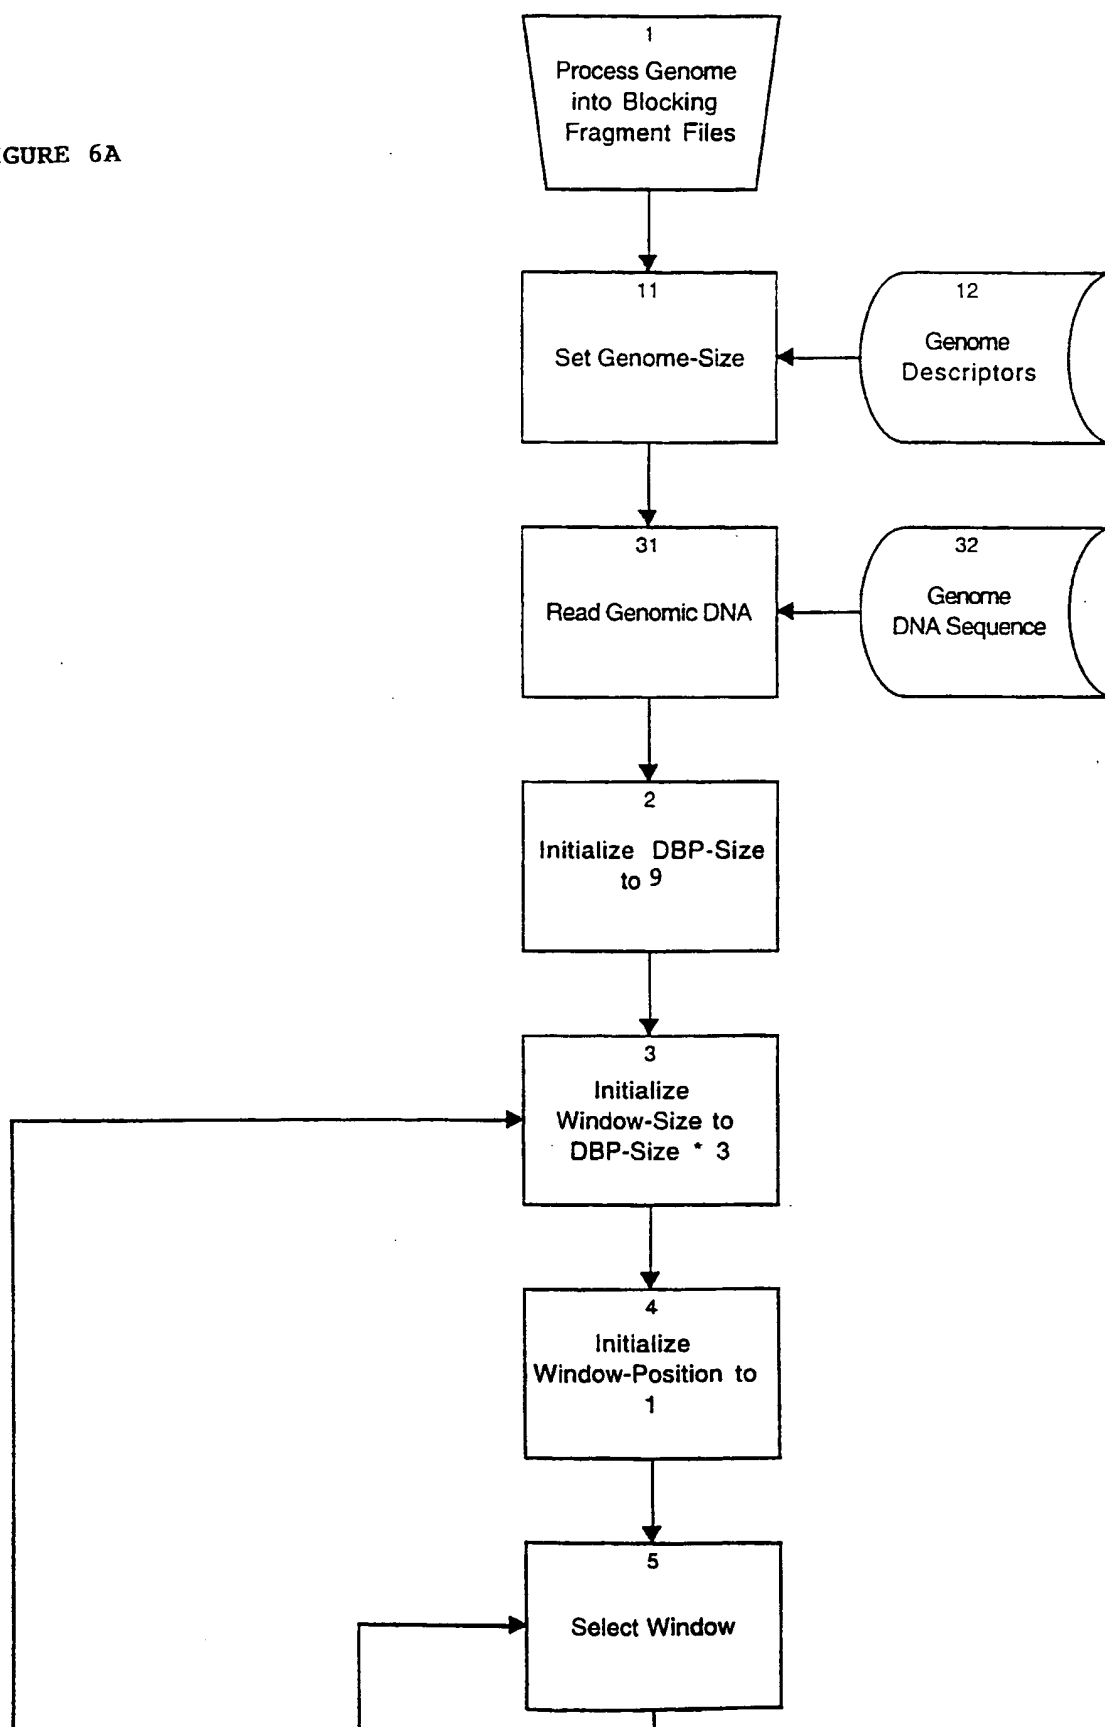 1
Process Genome
into Blocking
Fragment Files
IGURE 6A
11
Set Genome-Size
12
Genome
Descriptors
31
Read Genomic DNA
32
Genome
DNA Sequence
2
Initialize DBP-Size
to 9
3
Initialize
Window-Size to
DBP-Size * 3
4
Initialize
Window-Position to
1
5
Select Window